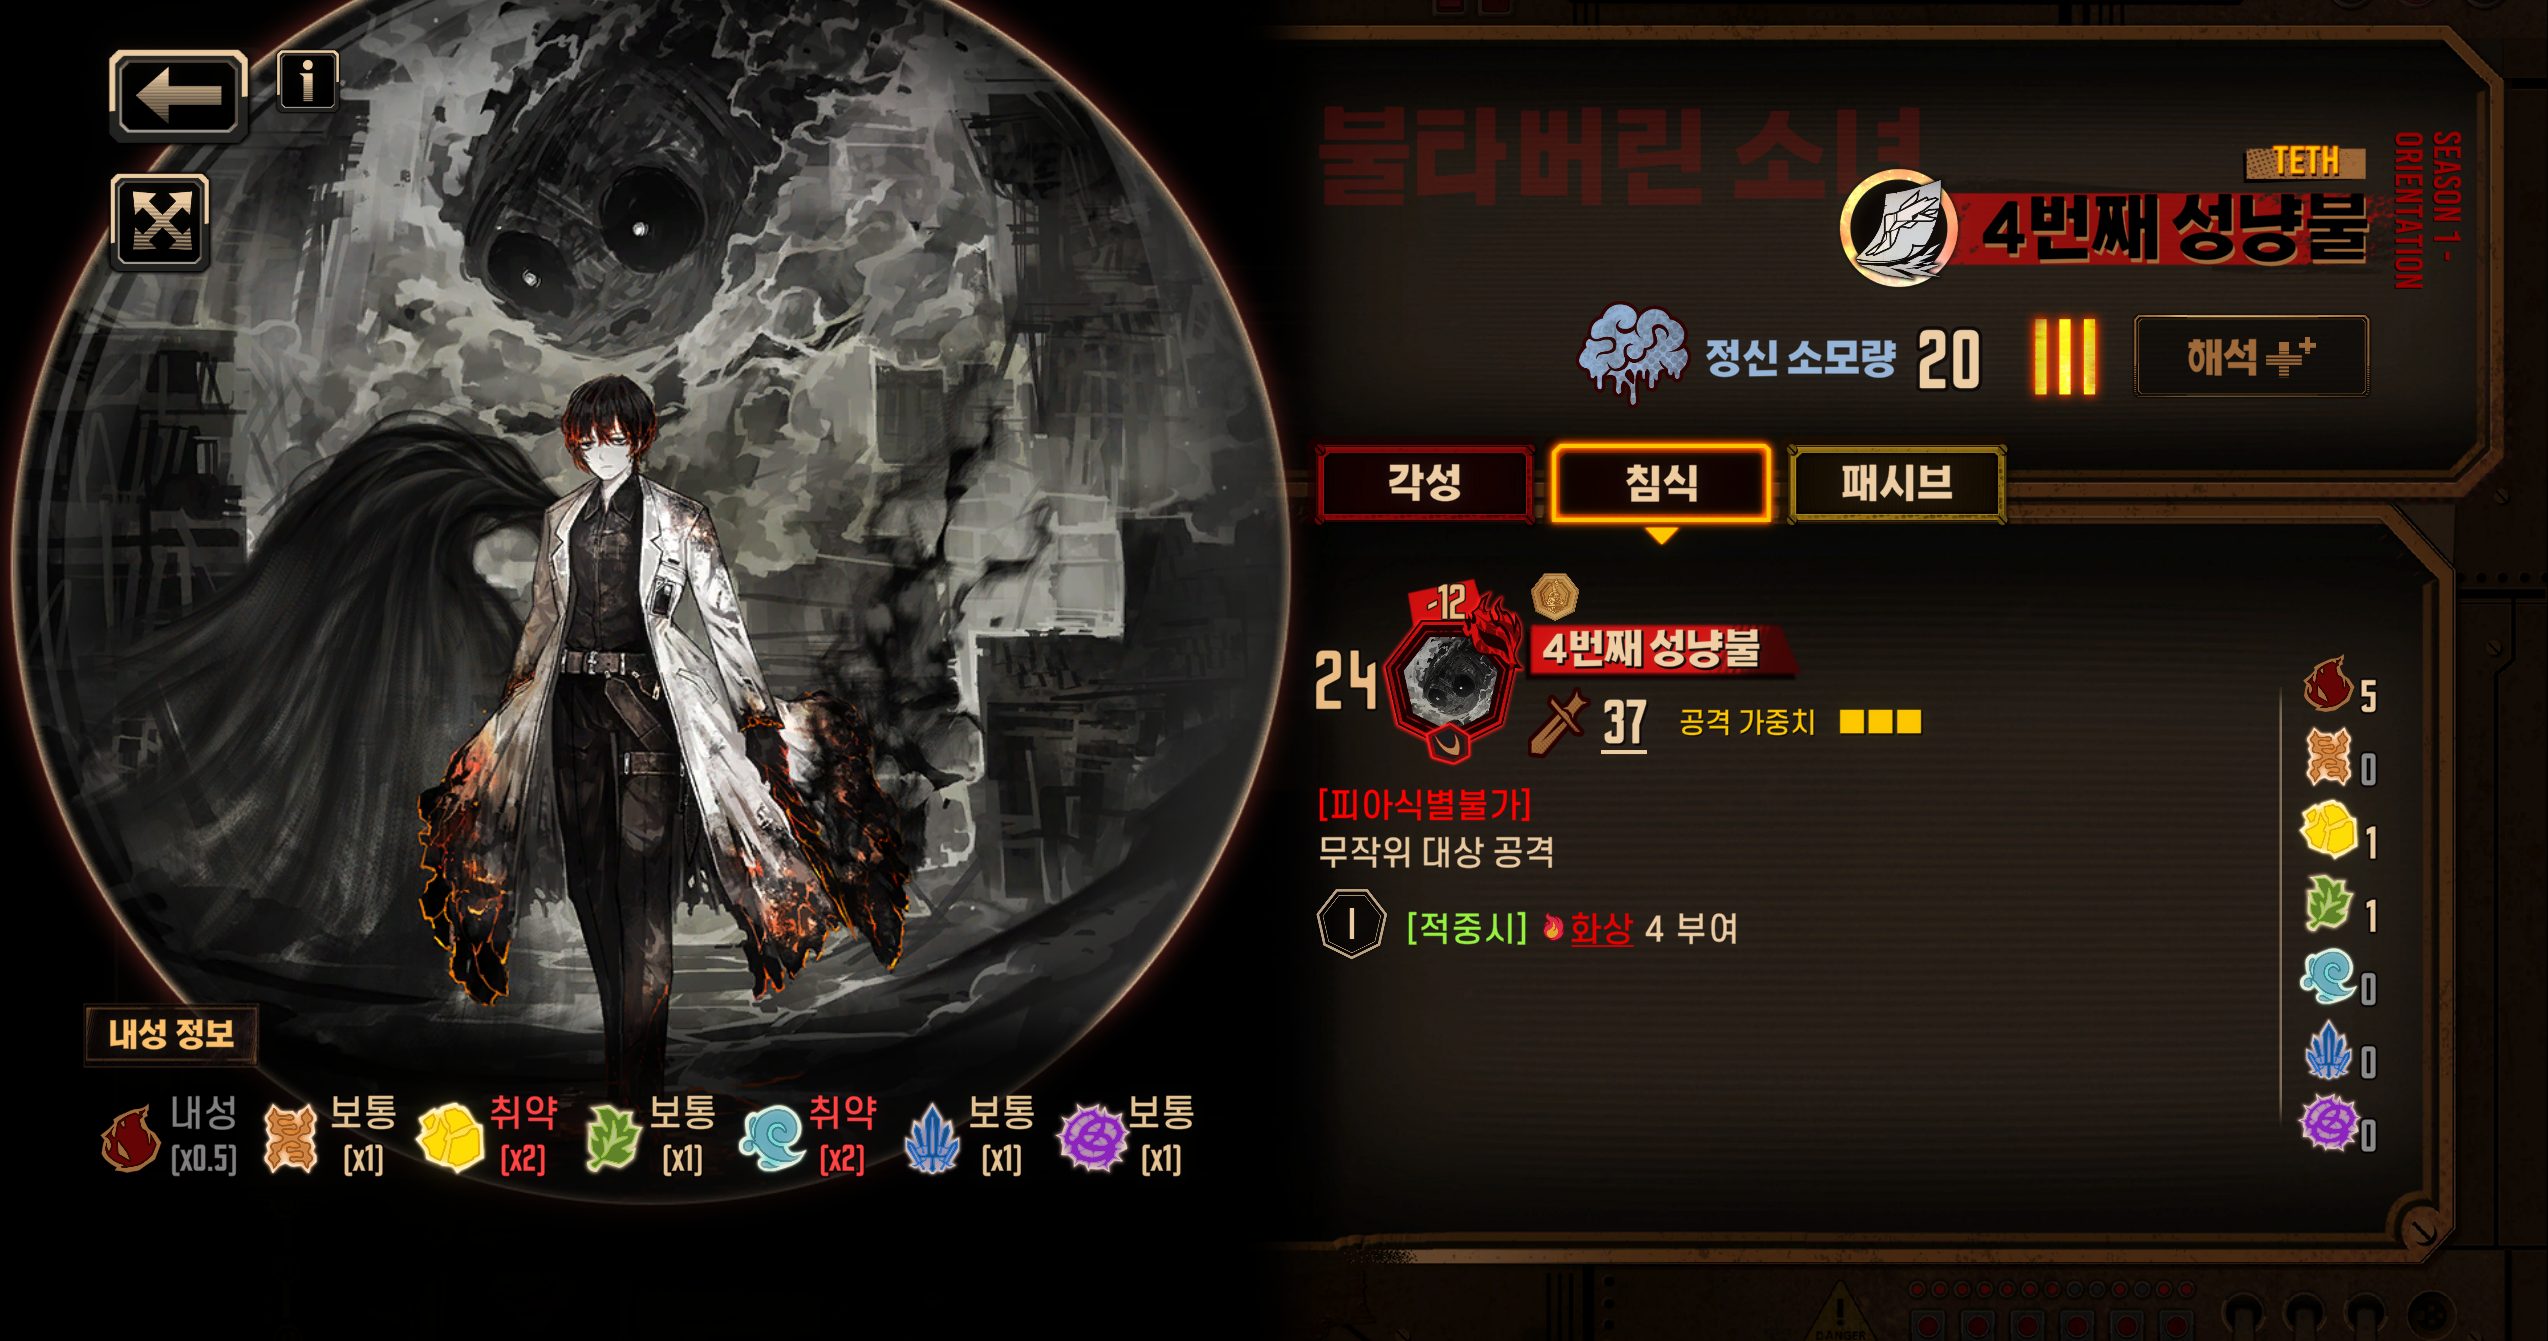 불타버린 소녀
TETH
4번째 성냥불
SEASON 1 -
ORIENTATION
정신 소모량 20
해석
각성
침식
패시브
-12
24
4번째 성냥불
37
공격 가중치
[피아식별불가]
무작위 대상 공격
I [적중시] 화상 4 부여
5
0
1
1
0
0
0
내성 정보
내성 보통 취약 보통 취약 보통 보통
[x0.5] [x1] [x2] [x1] [x2] [x1] [x1]
DANGER